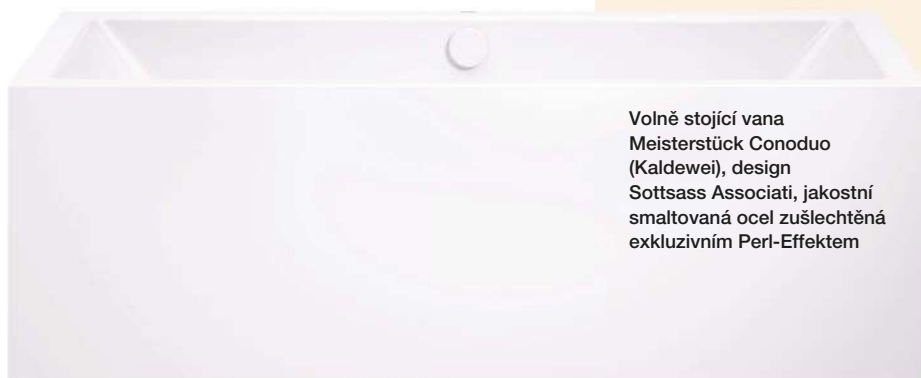 Volně stojící vana
Meisterstück Conoduo
(Kaldewei), design
Sottsass Associati, jakostní
smaltovaná ocel zušlechtěná
exkluzivním Perl-Effektem